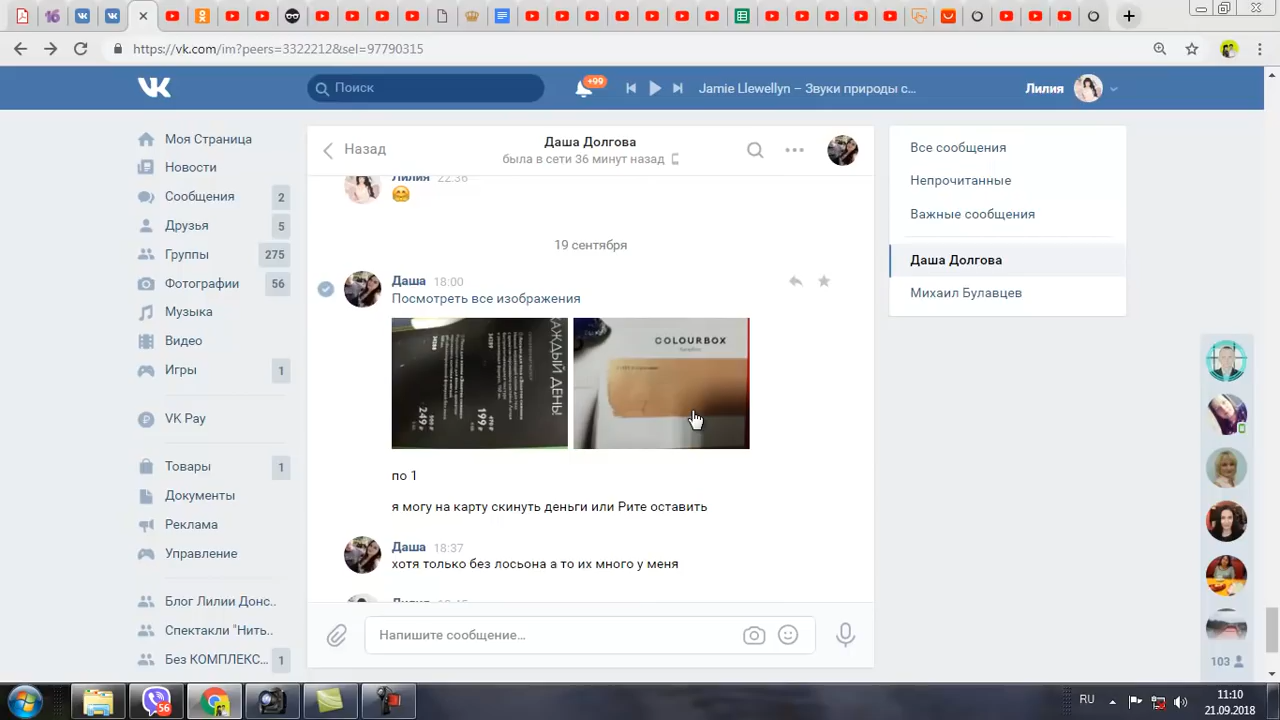 16
https://vk.com/im?peers=3322212&sel=97790315
Поиск
+99
Jamie Llewellyn – Звуки природы с...
Лилия
Моя Страница
Новости
Сообщения 2
Друзья 5
Группы 275
Фотографии 56
Музыка
Видео
Игры 1
VK Pay
Товары 1
Документы
Реклама
Управление
Блог Лилии Донс..
Спектакли "Нить..
Без КОМПЛЕКС... 1
Назад
Даша Долгова
была в сети 36 минут назад
Лилия 22:36
19 сентября
Даша 18:00
Посмотреть все изображения
КАЖДЫЙ ДЕНЬ!
199
249
COLOURBOX
по 1
я могу на карту скинуть деньги или Рите оставить
Даша 18:37
хотя только без лосьона а то их много у меня
Напишите сообщение...
Все сообщения
Непрочитанные
Важные сообщения
Даша Долгова
Михаил Булавцев
103
56
RU
11:10
21.09.2018